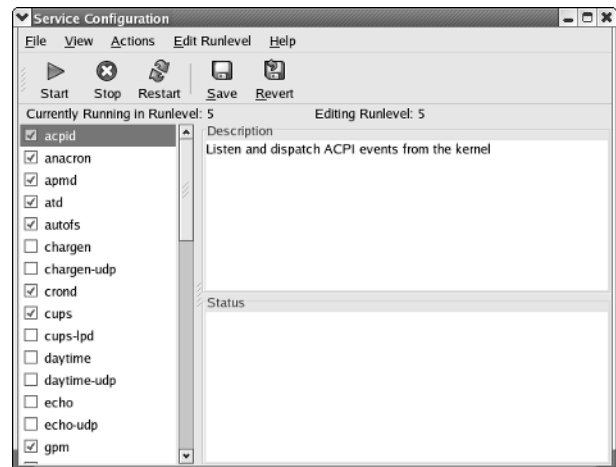 Service Configuration
File View Actions Edit Runlevel Help
Start Stop Restart Save Revert
Currently Running in Runlevel: 5 Editing Runlevel: 5
acpid
anacron
apmd
atd
autofs
chargen
chargen-udp
crond
cups
cups-lpd
daytime
daytime-udp
echo
echo-udp
gpm
Description
Listen and dispatch ACPI events from the kernel
Status